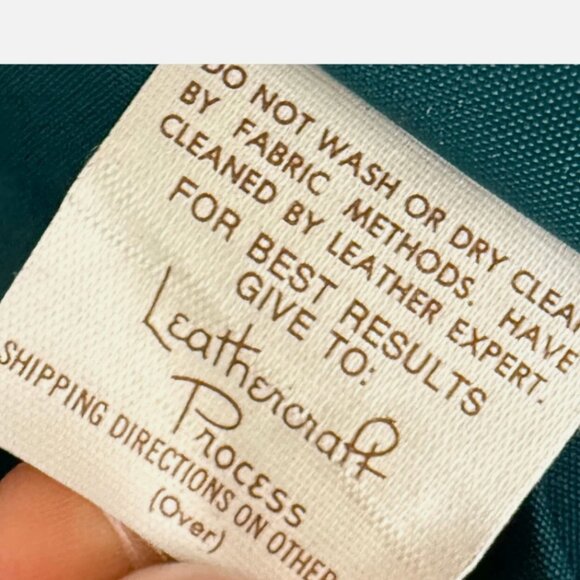 DO NOT WASH OR DRY CLEAN
BY FABRIC METHODS. HAVE
CLEANED BY LEATHER EXPERT.
FOR BEST RESULTS
GIVE TO:
Leathercraft
Process
SHIPPING DIRECTIONS ON OTHER
(Over)